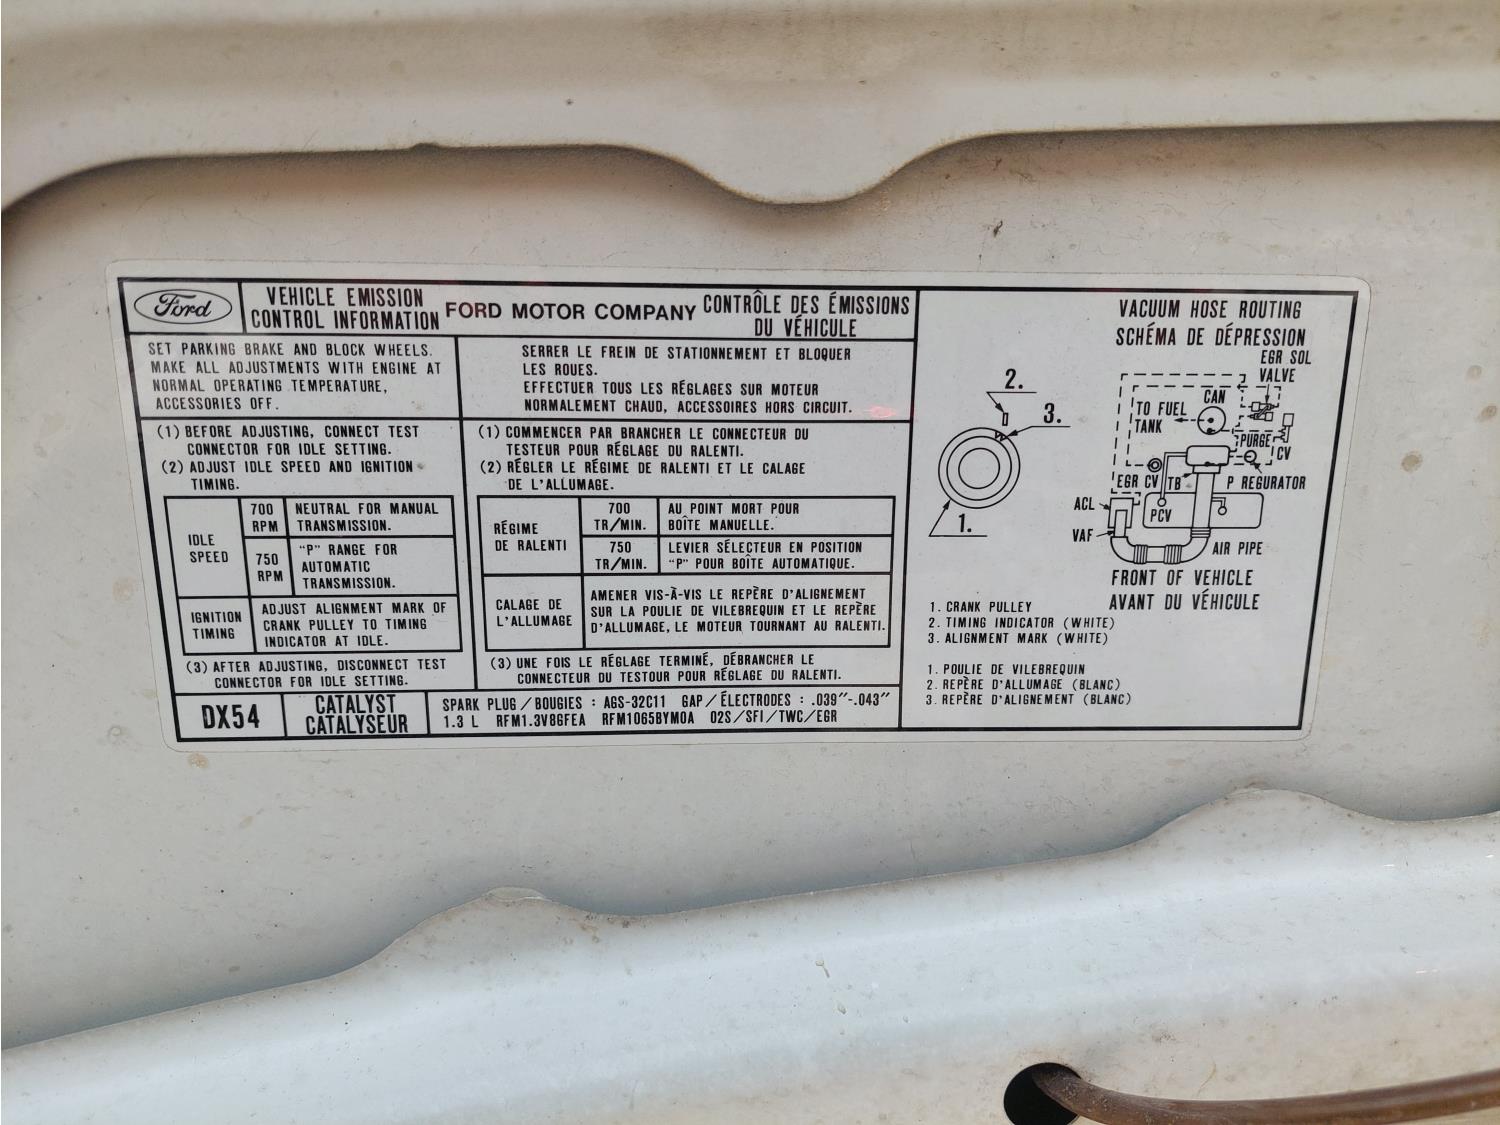 Ford
VEHICLE EMISSION
CONTROL INFORMATION
FORD MOTOR COMPANY
CONTRÔLE DES ÉMISSIONS
DU VÉHICULE
SET PARKING BRAKE AND BLOCK WHEELS.
MAKE ALL ADJUSTMENTS WITH ENGINE AT
NORMAL OPERATING TEMPERATURE,
ACCESSORIES OFF.
SERRER LE FREIN DE STATIONNEMENT ET BLOQUER
LES ROUES.
EFFECTUER TOUS LES RÉGLAGES SUR MOTEUR
NORMALEMENT CHAUD, ACCESSOIRES HORS CIRCUIT.
(1) BEFORE ADJUSTING, CONNECT TEST
CONNECTOR FOR IDLE SETTING.
(2) ADJUST IDLE SPEED AND IGNITION
TIMING.
IDLE
SPEED
700
RPM
NEUTRAL FOR MANUAL
TRANSMISSION.
750
RPM
"P" RANGE FOR
AUTOMATIC
TRANSMISSION.
IGNITION
TIMING
ADJUST ALIGNMENT MARK OF
CRANK PULLEY TO TIMING
INDICATOR AT IDLE.
(3) AFTER ADJUSTING, DISCONNECT TEST
CONNECTOR FOR IDLE SETTING.
(1) COMMENCER PAR BRANCHER LE CONNECTEUR DU
TESTEUR POUR RÉGLAGE DU RALENTI.
(2) RÉGLER LE RÉGIME DE RALENTI ET LE CALAGE
DE L'ALLUMAGE.
RÉGIME
DE RALENTI
700
TR/MIN.
AU POINT MORT POUR
BOÎTE MANUELLE.
750
TR/MIN.
LEVIER SÉLECTEUR EN POSITION
"P" POUR BOÎTE AUTOMATIQUE.
CALAGE DE
L'ALLUMAGE
AMENER VIS-À-VIS LE REPÈRE D'ALIGNEMENT
SUR LA POULIE DE VILEBREQUIN ET LE REPÈRE
D'ALLUMAGE, LE MOTEUR TOURNANT AU RALENTI.
(3) UNE FOIS LE RÉGLAGE TERMINÉ, DÉBRANCHER LE
CONNECTEUR DU TESTOUR POUR RÉGLAGE DU RALENTI.
DX54
CATALYST
CATALYSEUR
SPARK PLUG/BOUGIES : AGS-32C11 GAP/ÉLECTRODES : .039"-.043"
1.3 L RFM1.3V8GFEA RFM1065BYMOA O2S/SFI/TWC/EGR
2.
3.
1.
1. CRANK PULLEY
2. TIMING INDICATOR (WHITE)
3. ALIGNMENT MARK (WHITE)
1. POULIE DE VILEBREQUIN
2. REPÈRE D'ALLUMAGE (BLANC)
3. REPÈRE D'ALIGNEMENT (BLANC)
VACUUM HOSE ROUTING
SCHÉMA DE DÉPRESSION
EGR SOL
VALVE
CAN
TO FUEL
TANK
PURGE
CV
EGR CV
TB
P REGURATOR
ACL
PCV
VAF
AIR PIPE
FRONT OF VEHICLE
AVANT DU VÉHICULE